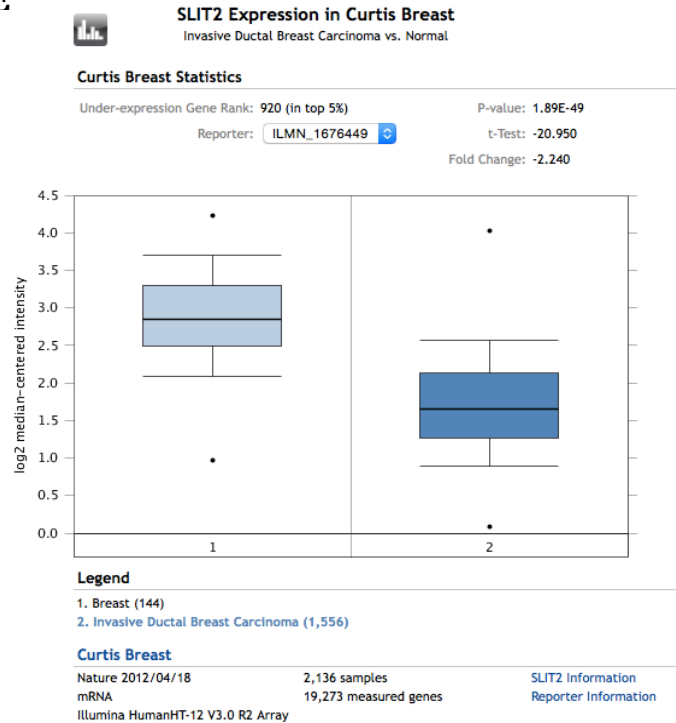 E
SLIT2 Expression in Curtis Breast
Invasive Ductal Breast Carcinoma vs. Normal
Curtis Breast Statistics
Under-expression Gene Rank: 920 (in top 5%) P-value: 1.89E-49
Reporter: ILMN_1676449 t-Test: -20.950
Fold Change: -2.240
log2 median-centered intensity
4.5
4.0
3.5
3.0
2.5
2.0
1.5
1.0
0.5
0.0
1 2
Legend
1. Breast (144)
2. Invasive Ductal Breast Carcinoma (1,556)
Curtis Breast
Nature 2012/04/18 2,136 samples SLIT2 Information
mRNA 19,273 measured genes Reporter Information
Illumina HumanHT-12 V3.0 R2 Array